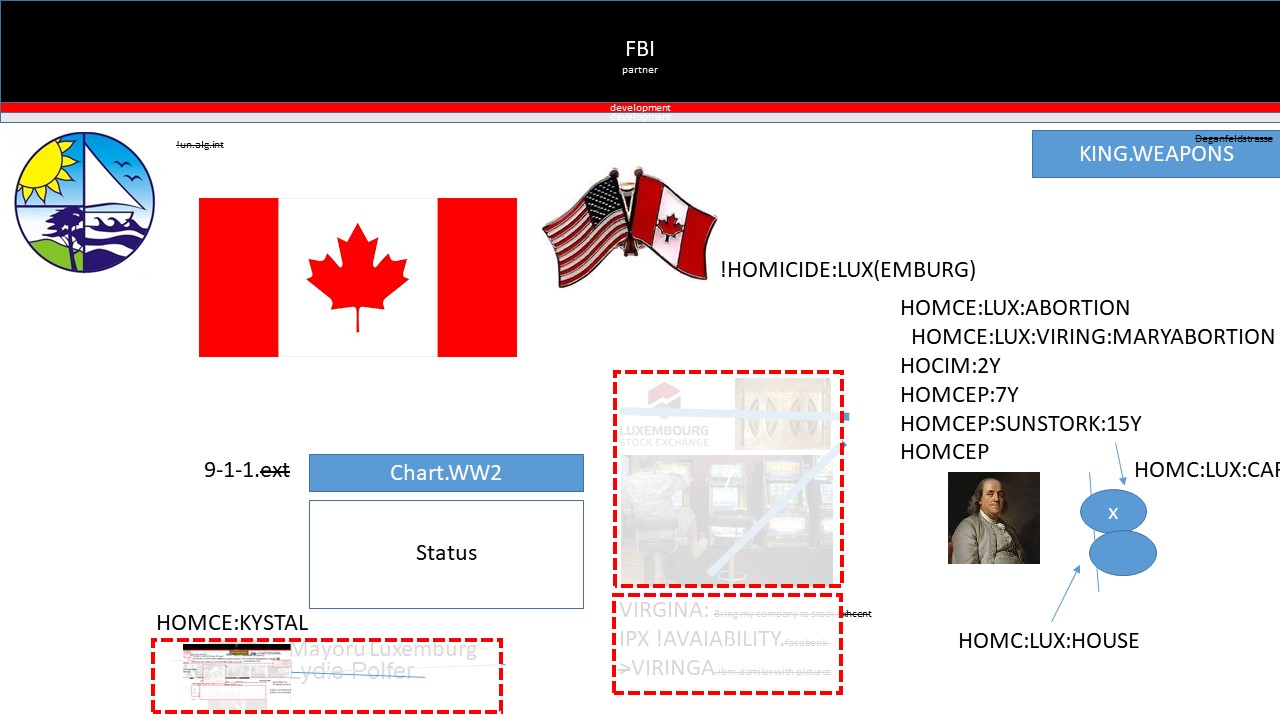 FBI
partner
development
development
!un.alg.int
Deganfeldstrasse
KING.WEAPONS
!HOMICIDE:LUX(EMBURG)
HOMCE:LUX:ABORTION
HOMCE:LUX:VIRING:MARYABORTION
HOCIM:2Y
HOMCEP:7Y
HOMCEP:SUNSTORK:15Y
HOMCEP
HOMC:LUX:CAR
x
HOMC:LUX:HOUSE
LUXEMBOURG
STOCK EXCHANGE
9-1-1.ext
Chart.WW2
Status
VIRGINA: Bring my company to stock
IPX !AVAIABILITY.facebook
>VIRINGA.ibm.damiler with pictures
HOMCE:KYSTAL
Mayoru Luxemburg
Lydie Polfer